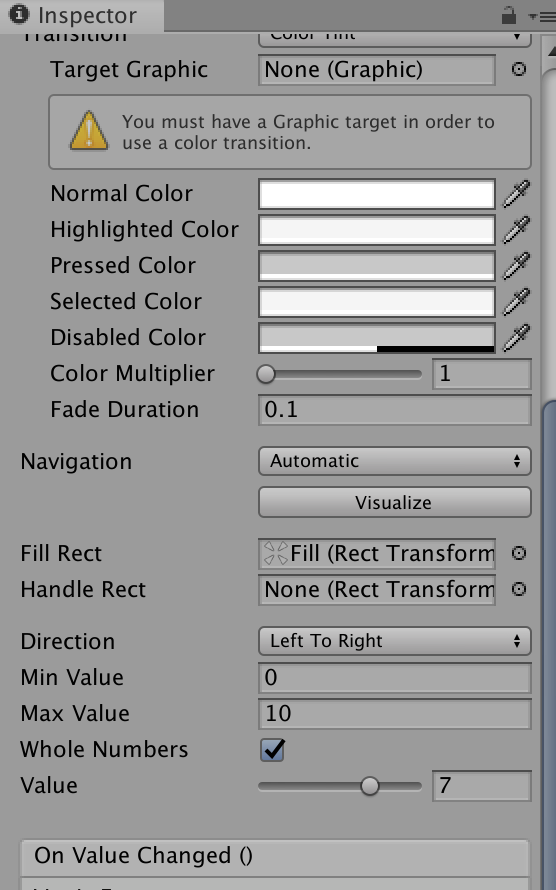 Inspector
Transition Color Tint
Target Graphic None (Graphic)
You must have a Graphic target in order to
use a color transition.
Normal Color
Highlighted Color
Pressed Color
Selected Color
Disabled Color
Color Multiplier 1
Fade Duration 0.1
Navigation Automatic
Visualize
Fill Rect Fill (Rect Transform
Handle Rect None (Rect Transform
Direction Left To Right
Min Value 0
Max Value 10
Whole Numbers
Value 7
On Value Changed ()